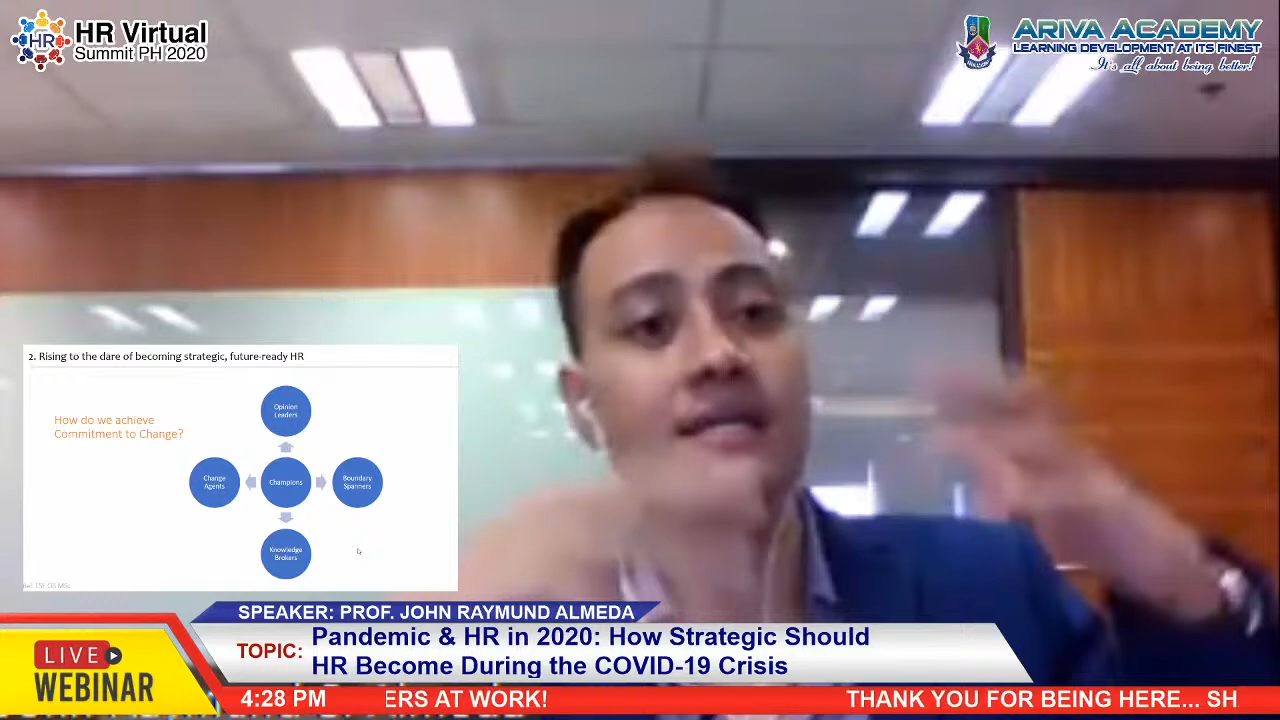 HR
HR Virtual
Summit PH 2020
ARIVA ACADEMY
LEARNING DEVELOPMENT AT ITS FINEST
It's all about being better!
2. Rising to the dare of becoming strategic, future-ready HR
How do we achieve
Commitment to Change?
Opinion
Leaders
Change
Agents
Champions
Boundary
Spanners
Knowledge
Brokers
LSE OB MSc
SPEAKER: PROF. JOHN RAYMUND ALMEDA
TOPIC:
Pandemic & HR in 2020: How Strategic Should
HR Become During the COVID-19 Crisis
LIVE
WEBINAR
4:28 PM
ERS AT WORK!
THANK YOU FOR BEING HERE... SH